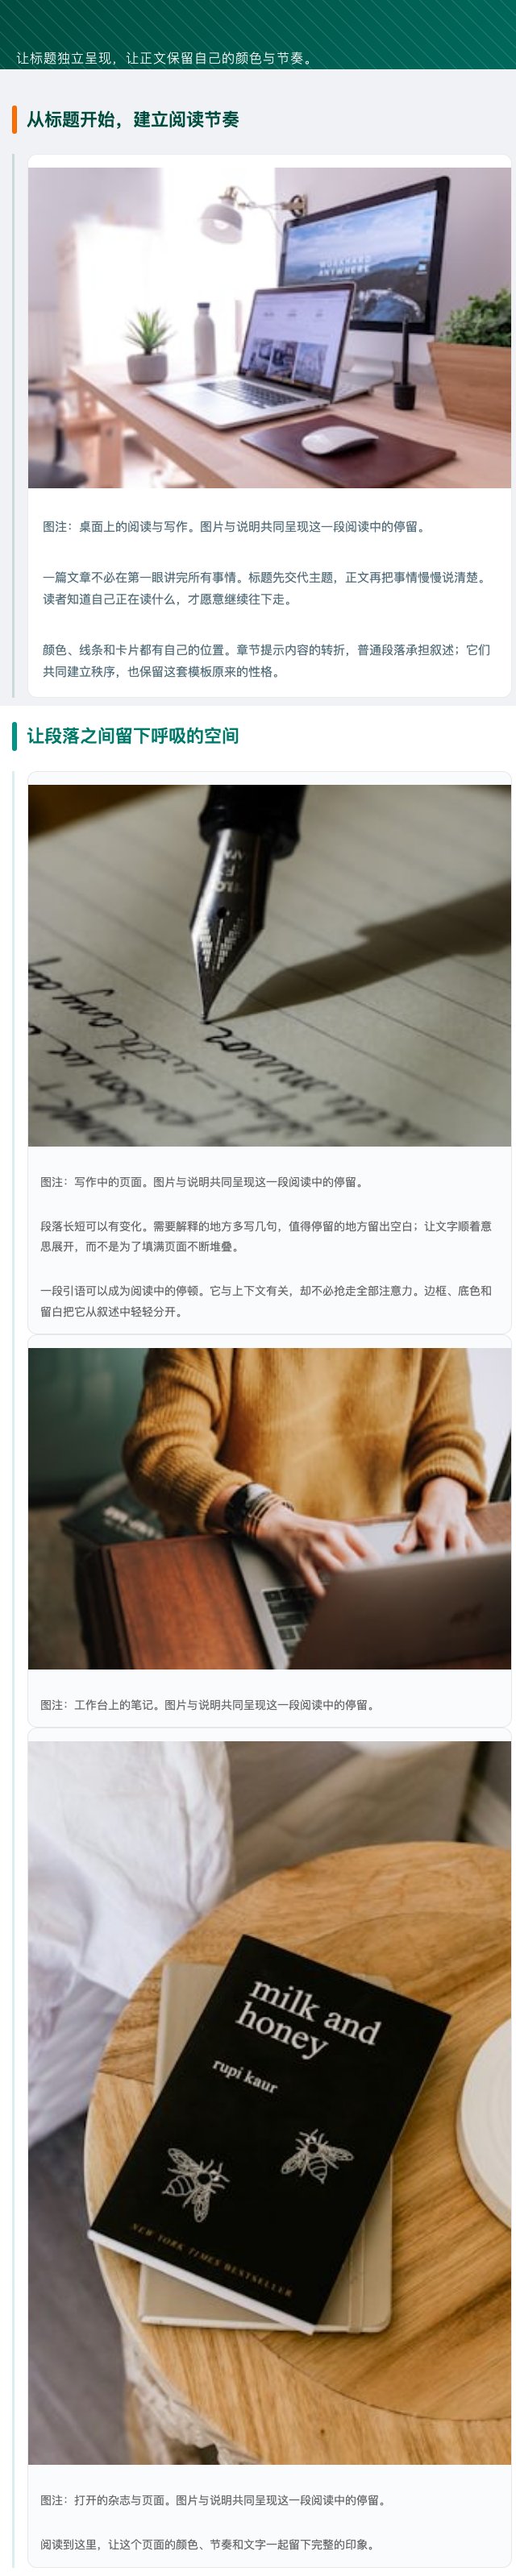 让标题独立呈现，让正文保留自己的颜色与节奏。
从标题开始，建立阅读节奏
WORKHARD
ANYWHERE
图注：桌面上的阅读与写作。图片与说明共同呈现这一段阅读中的停留。
一篇文章不必在第一眼讲完所有事情。标题先交代主题，正文再把事情慢慢说清楚。
读者知道自己正在读什么，才愿意继续往下走。
颜色、线条和卡片都有自己的位置。章节提示内容的转折，普通段落承担叙述；它们
共同建立秩序，也保留这套模板原来的性格。
让段落之间留下呼吸的空间
图注：写作中的页面。图片与说明共同呈现这一段阅读中的停留。
段落长短可以有变化。需要解释的地方多写几句，值得停留的地方留出空白；让文字顺着意
思展开，而不是为了填满页面不断堆叠。
一段引语可以成为阅读中的停顿。它与上下文有关，却不必抢走全部注意力。边框、底色和
留白把它从叙述中轻轻分开。
图注：工作台上的笔记。图片与说明共同呈现这一段阅读中的停留。
milk and
honey
rupi kaur
NEW YORK TIMES BESTSELLER
图注：打开的杂志与页面。图片与说明共同呈现这一段阅读中的停留。
阅读到这里，让这个页面的颜色、节奏和文字一起留下完整的印象。